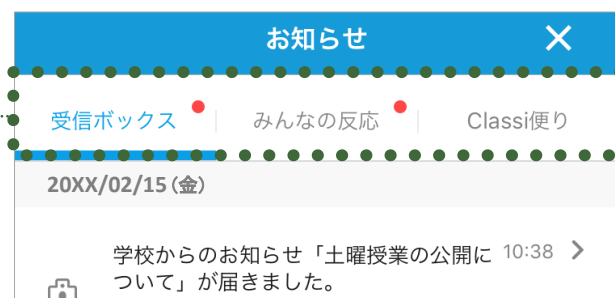 お知らせ
受信ボックス
みんなの反応
Classi便り
20XX/02/15(金)
学校からのお知らせ「土曜授業の公開に
10:38
ついて」が届きました。